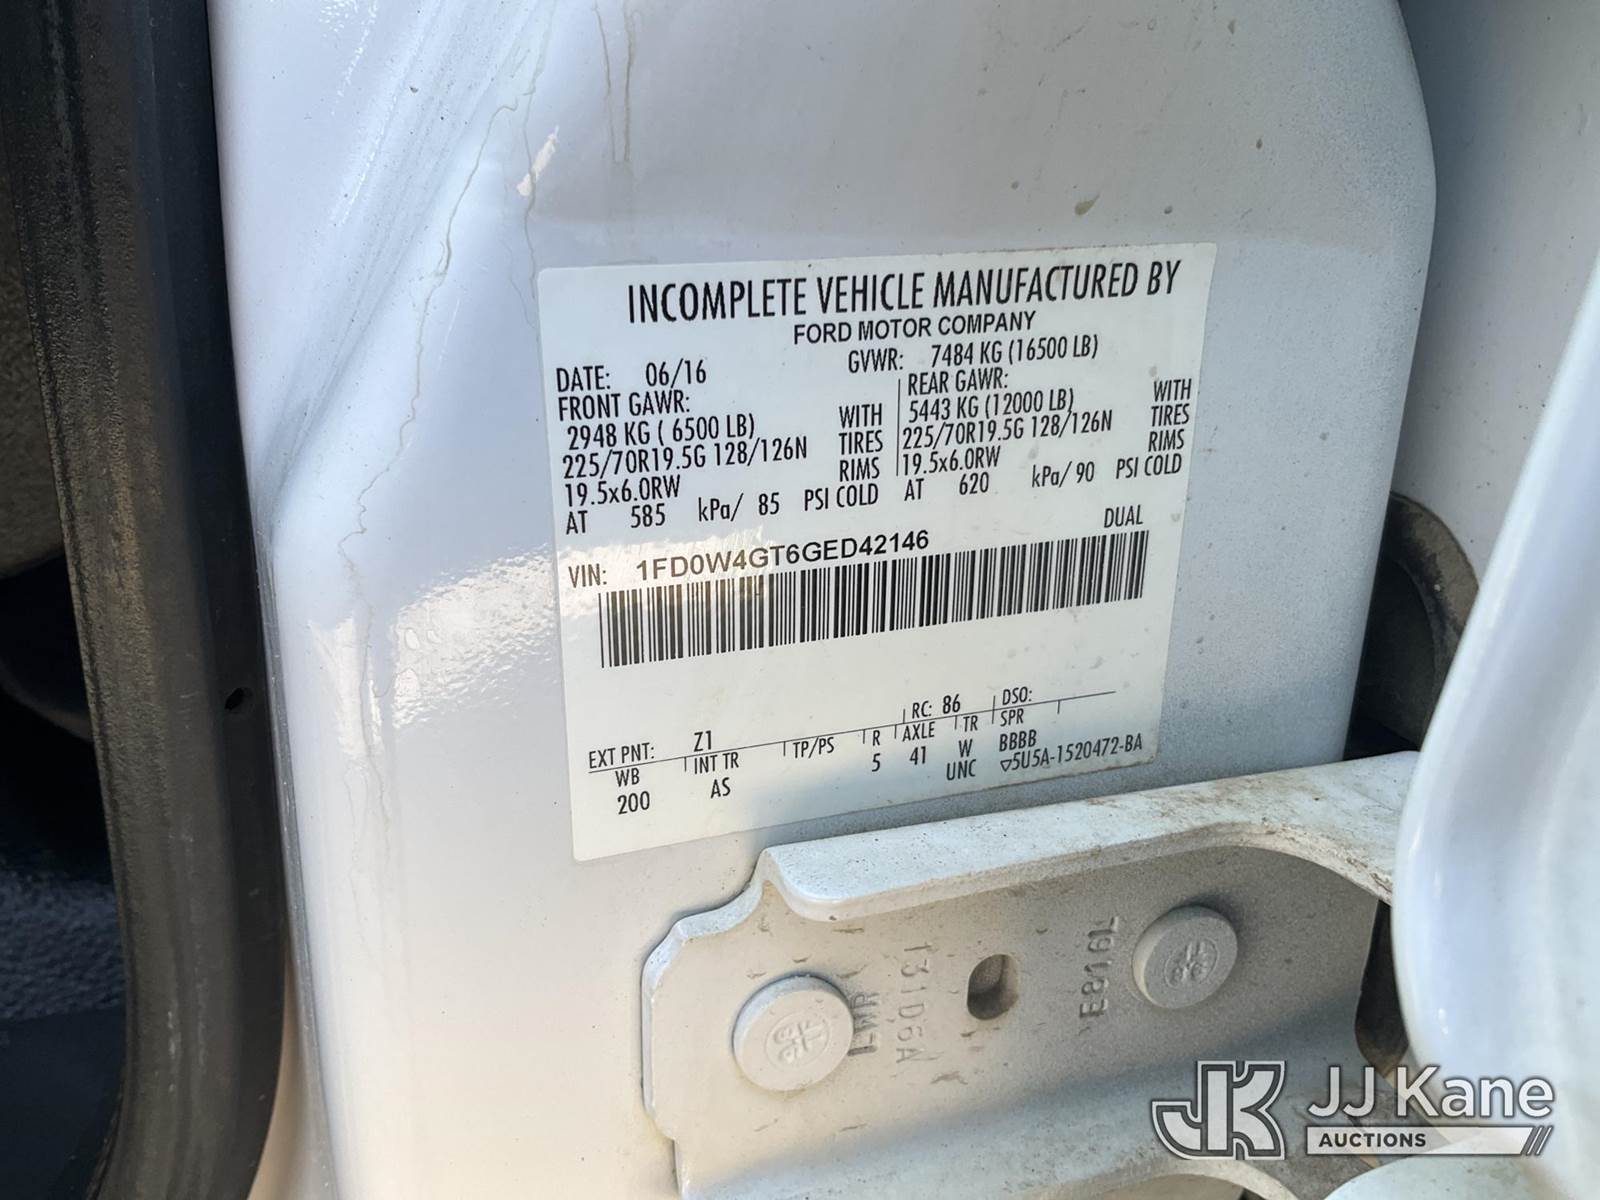 INCOMPLETE VEHICLE MANUFACTURED BY
FORD MOTOR COMPANY
DATE: 06/16 GVWR: 7484 KG (16500 LB)
FRONT GAWR: REAR GAWR:
2948 KG ( 6500 LB) WITH 5443 KG (12000 LB) WITH
225/70R19.5G 128/126N TIRES 225/70R19.5G 128/126N TIRES
19.5x6.0RW RIMS 19.5x6.0RW RIMS
AT 585 kPa/ 85 PSI COLD AT 620 kPa/ 90 PSI COLD
VIN: 1FD0W4GT6GED42146 DUAL
EXT PNT: Z1 RC: 86 DSO:
WB INT TR TP/PS R AXLE TR SPR
200 AS 5 41 W BBBB
UNC ▽5U5A-1520472-BA
131D6A
JJ Kane
AUCTIONS